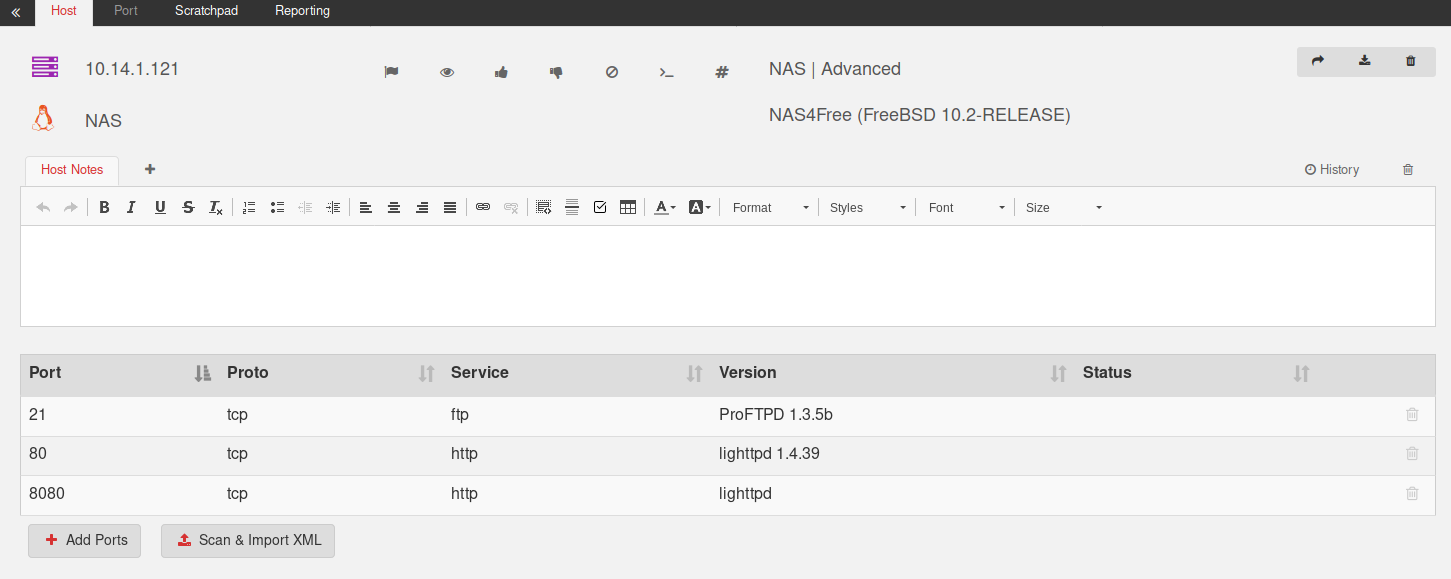 « Host Port Scratchpad Reporting
10.14.1.121 NAS | Advanced
NAS NAS4Free (FreeBSD 10.2-RELEASE)
Host Notes + History
B I U S Tx A A Format Styles Font Size
Port Proto Service Version Status
21 tcp ftp ProFTPD 1.3.5b
80 tcp http lighttpd 1.4.39
8080 tcp http lighttpd
+ Add Ports Scan & Import XML